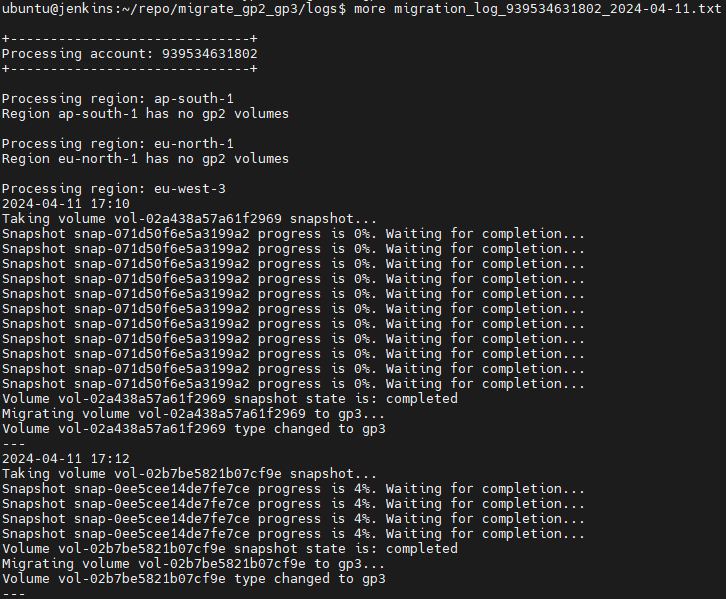 ubuntu@jenkins:~/repo/migrate_gp2_gp3/logs$ more migration_log_939534631802_2024-04-11.txt
+------------------------------+
Processing account: 939534631802
+------------------------------+
Processing region: ap-south-1
Region ap-south-1 has no gp2 volumes
Processing region: eu-north-1
Region eu-north-1 has no gp2 volumes
Processing region: eu-west-3
2024-04-11 17:10
Taking volume vol-02a438a57a61f2969 snapshot...
Snapshot snap-071d50f6e5a3199a2 progress is 0%. Waiting for completion...
Snapshot snap-071d50f6e5a3199a2 progress is 0%. Waiting for completion...
Snapshot snap-071d50f6e5a3199a2 progress is 0%. Waiting for completion...
Snapshot snap-071d50f6e5a3199a2 progress is 0%. Waiting for completion...
Snapshot snap-071d50f6e5a3199a2 progress is 0%. Waiting for completion...
Snapshot snap-071d50f6e5a3199a2 progress is 0%. Waiting for completion...
Snapshot snap-071d50f6e5a3199a2 progress is 0%. Waiting for completion...
Snapshot snap-071d50f6e5a3199a2 progress is 0%. Waiting for completion...
Snapshot snap-071d50f6e5a3199a2 progress is 0%. Waiting for completion...
Snapshot snap-071d50f6e5a3199a2 progress is 0%. Waiting for completion...
Snapshot snap-071d50f6e5a3199a2 progress is 0%. Waiting for completion...
Volume vol-02a438a57a61f2969 snapshot state is: completed
Migrating volume vol-02a438a57a61f2969 to gp3...
Volume vol-02a438a57a61f2969 type changed to gp3
---
2024-04-11 17:12
Taking volume vol-02b7be5821b07cf9e snapshot...
Snapshot snap-0ee5cee14de7fe7ce progress is 4%. Waiting for completion...
Snapshot snap-0ee5cee14de7fe7ce progress is 4%. Waiting for completion...
Snapshot snap-0ee5cee14de7fe7ce progress is 4%. Waiting for completion...
Snapshot snap-0ee5cee14de7fe7ce progress is 4%. Waiting for completion...
Volume vol-02b7be5821b07cf9e snapshot state is: completed
Migrating volume vol-02b7be5821b07cf9e to gp3...
Volume vol-02b7be5821b07cf9e type changed to gp3
---